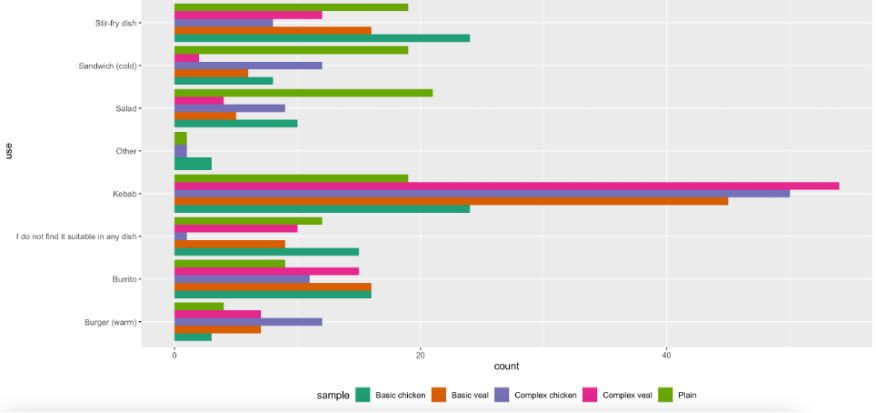 Stir-fry dish
Sandwich (cold)
Salad
Other
use
Kebab
I do not find it suitable in any dish
Burrito
Burger (warm)
0 20 40
count
sample Basic chicken Basic veal Complex chicken Complex veal Plain